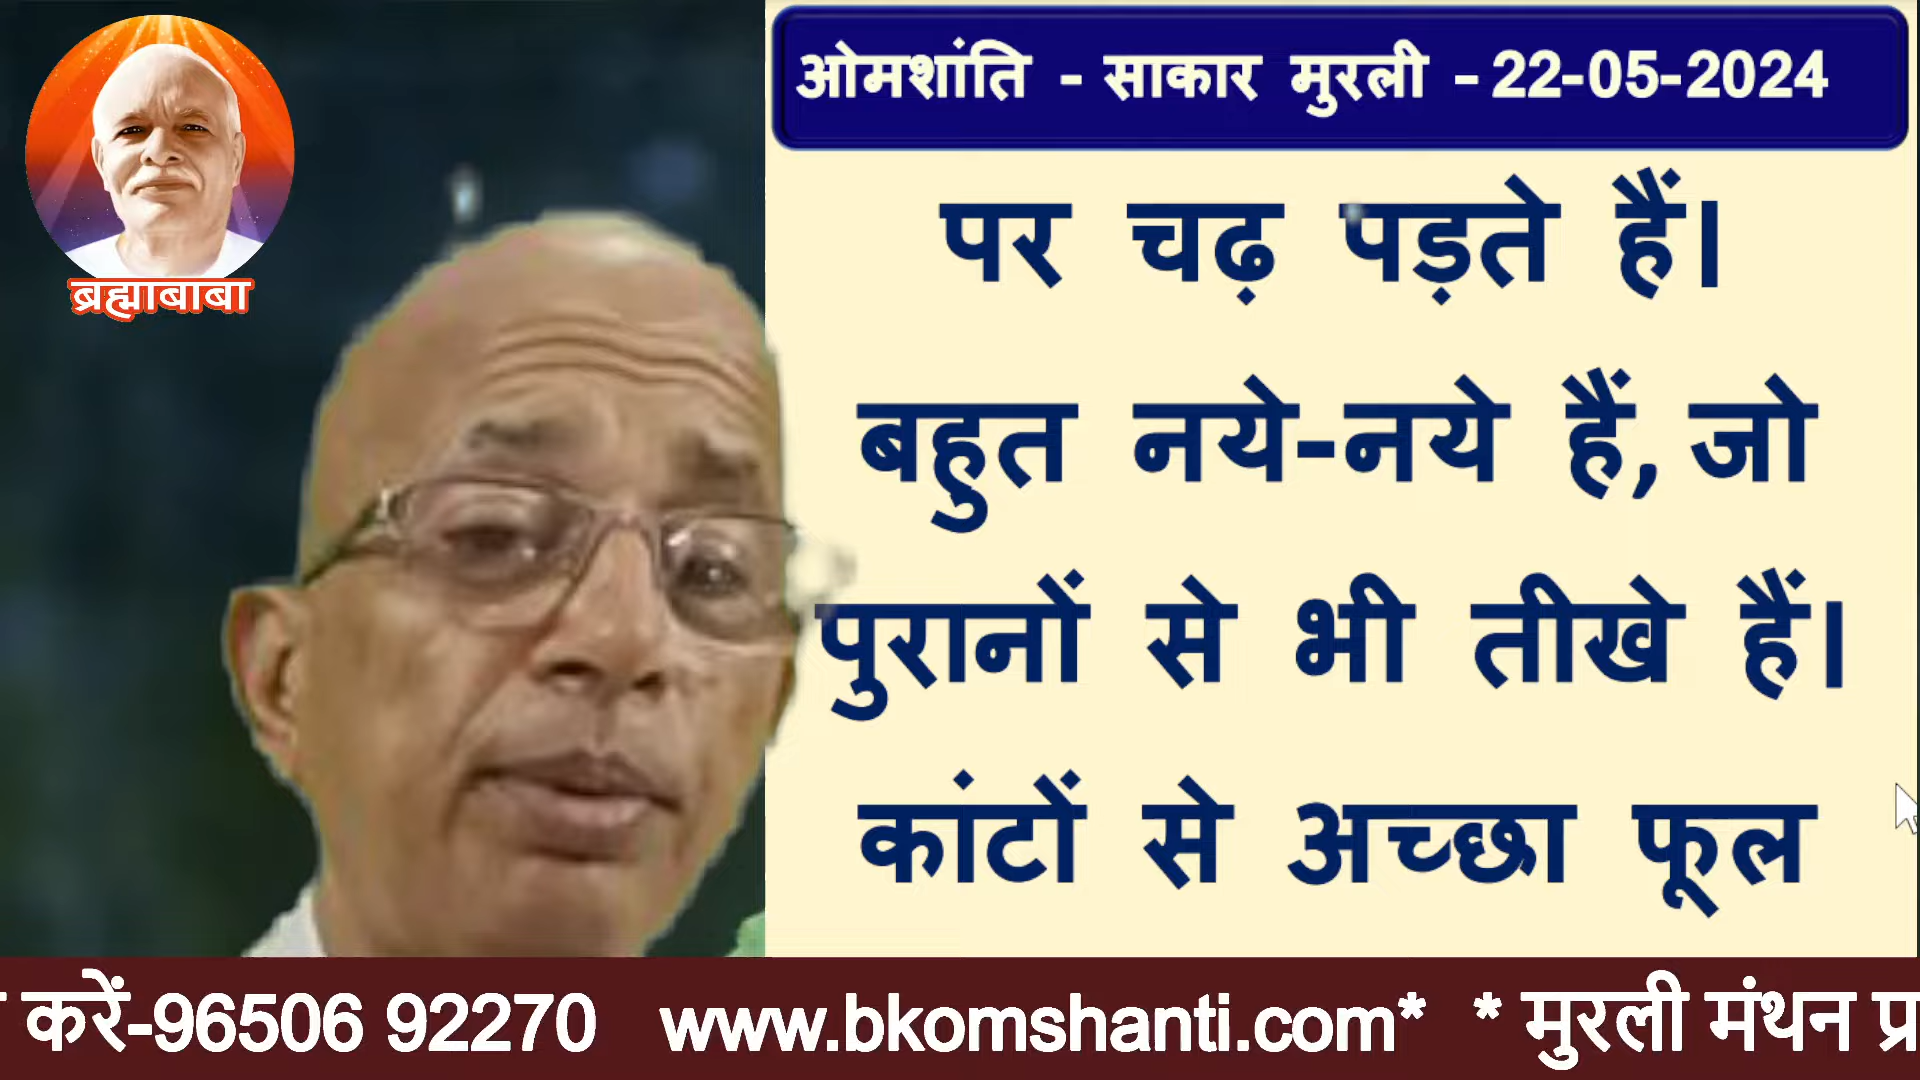 ब्रह्माबाबा
ओमशांति - साकार मुरली - 22-05-2024
पर चढ़ पड़ते हैं।
बहुत नये-नये हैं, जो
पुरानों से भी तीखे हैं।
कांटों से अच्छा फूल
करें-96506 92270 www.bkomshanti.com* * मुरली मंथन